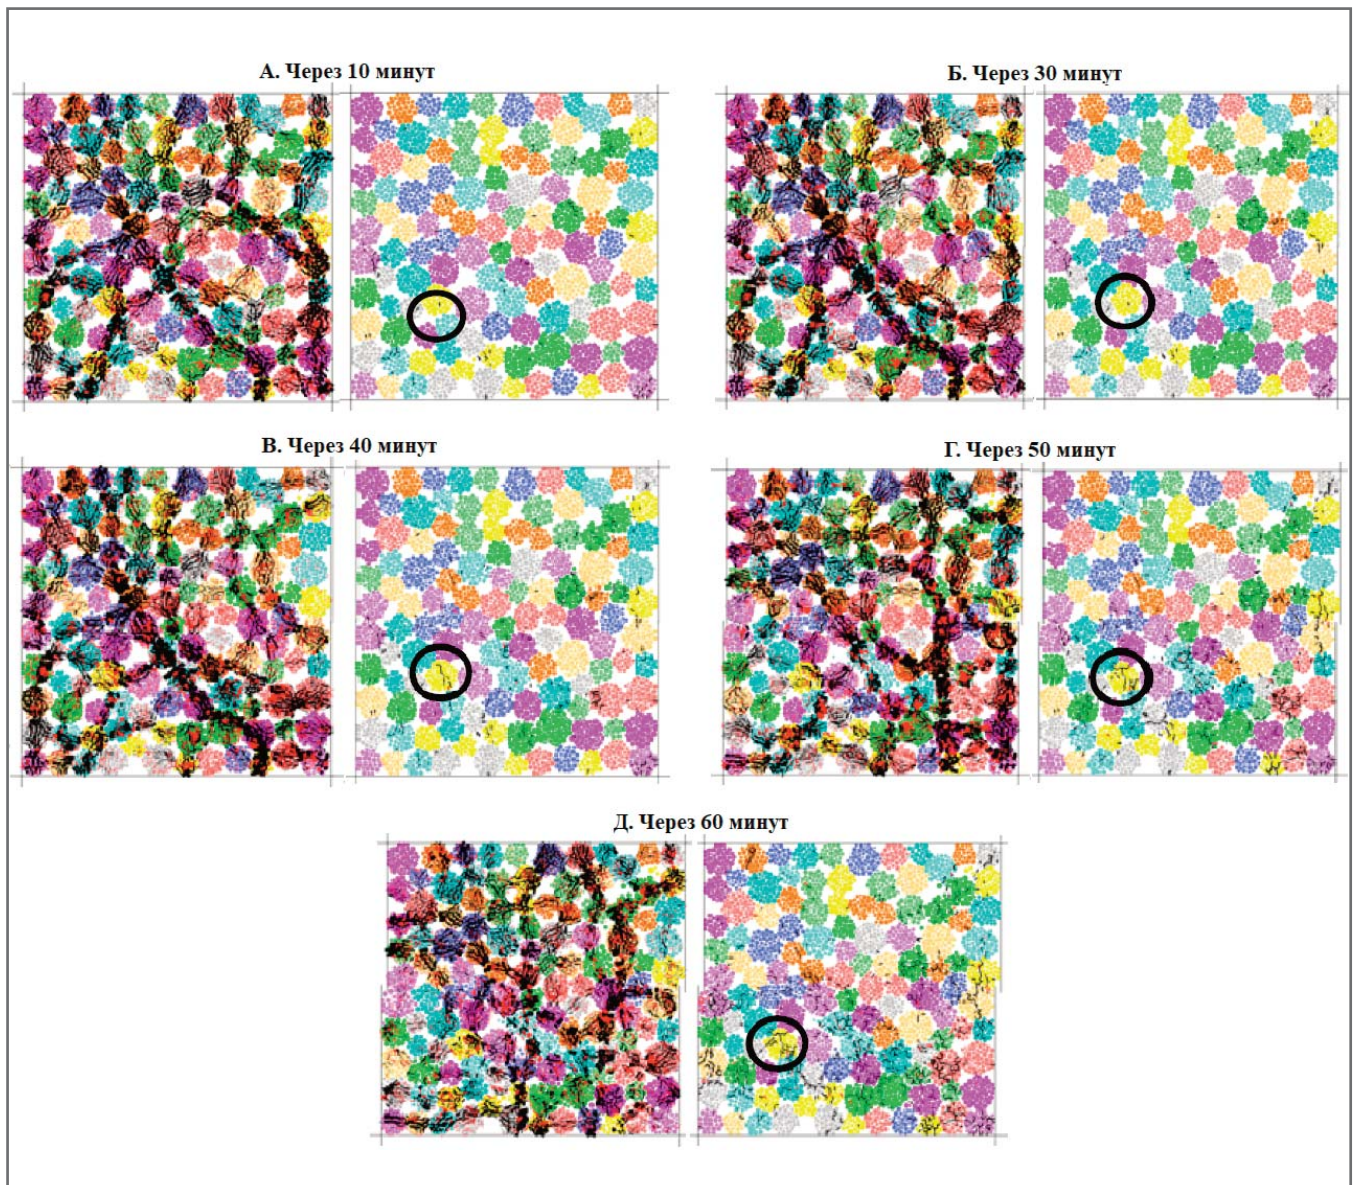 А. Через 10 минут
Б. Через 30 минут
В. Через 40 минут
Г. Через 50 минут
Д. Через 60 минут